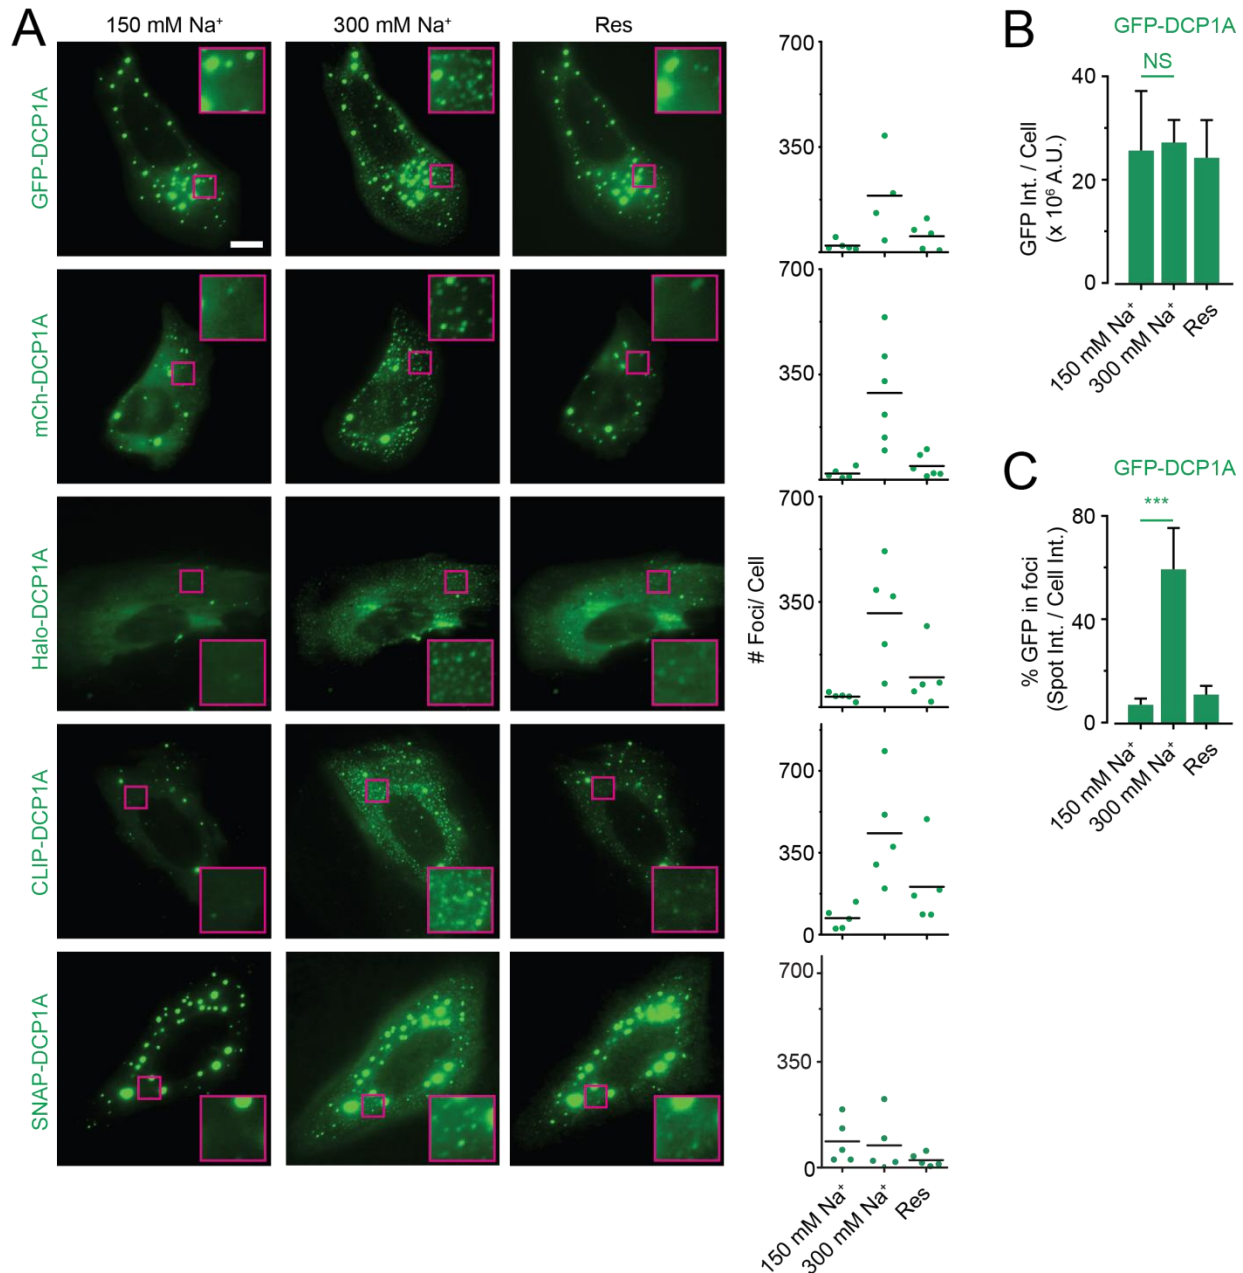 A
150 mM Na⁺
300 mM Na⁺
Res
GFP-DCP1A
mCh-DCP1A
Halo-DCP1A
CLIP-DCP1A
SNAP-DCP1A
# Foci/ Cell
700
350
700
350
700
350
700
350
0
700
350
0
150 mM Na⁺
300 mM Na⁺
Res
B
GFP-DCP1A
NS
GFP Int. / Cell
(x 10⁶ A.U.)
40
20
0
150 mM Na⁺
300 mM Na⁺
Res
C
GFP-DCP1A
***
% GFP in foci
(Spot Int. / Cell Int.)
80
40
0
150 mM Na⁺
300 mM Na⁺
Res